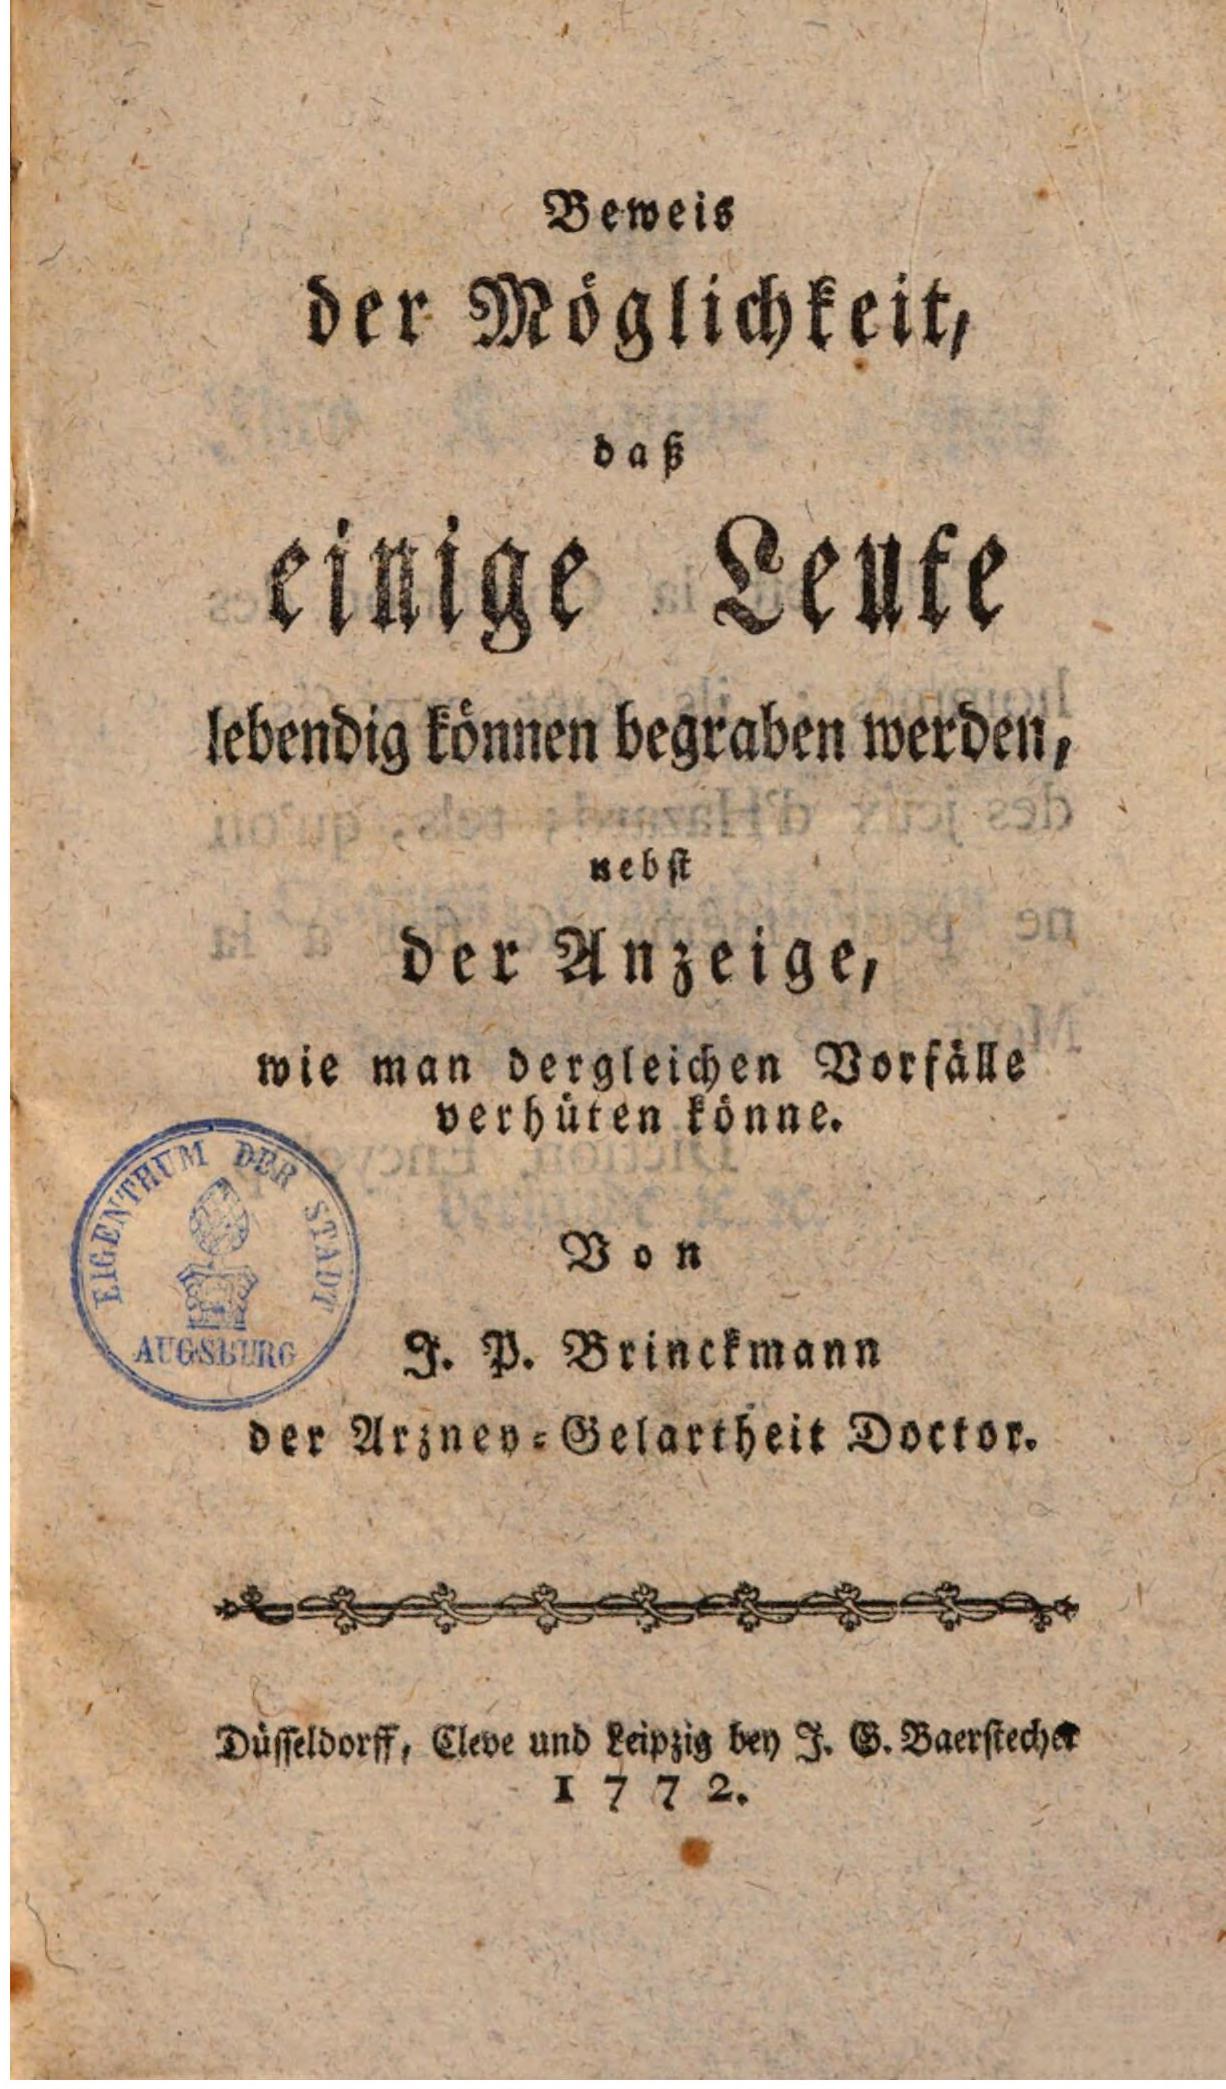 Beweis
der Möglichkeit,
daß
einige Leute
lebendig können begraben werden,
nebst
der Anzeige,
wie man dergleichen Vorfälle
verhüten könne.
Von
J. P. Brinckmann
der Arzney-Gelartheit Doctor.
EIGENTHUM DER STADT
AUGSBURG
Düsseldorff, Cleve und Leipzig bey J. G. Baerstecher
1772.